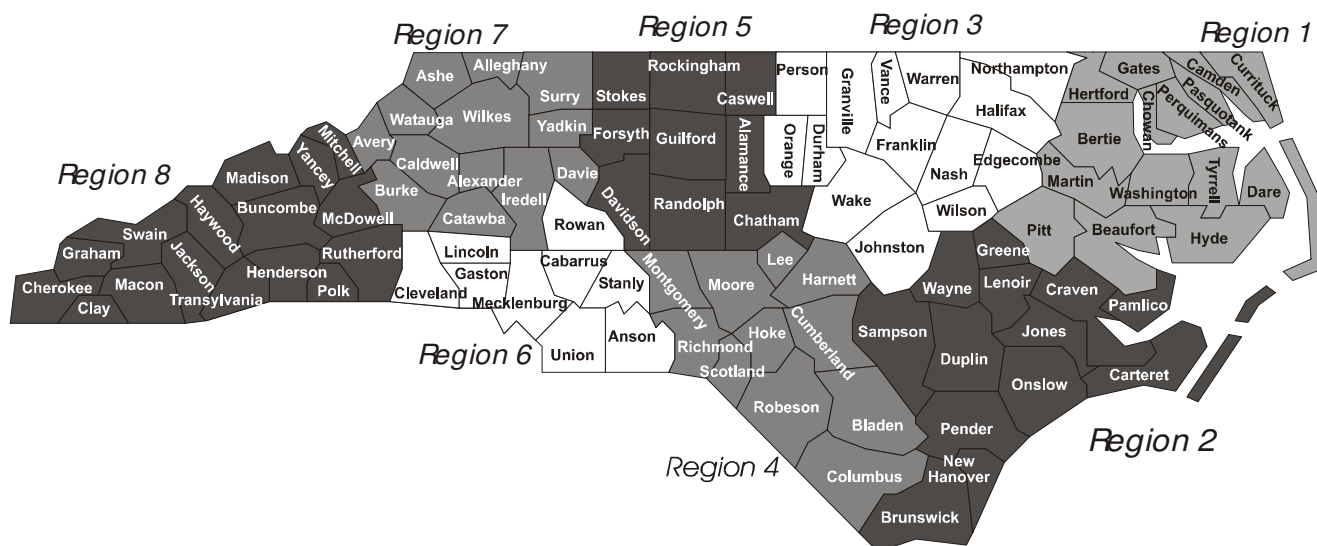 Region 7
Region 5
Region 3
Region 1
Ashe
Alleghany
Surry
Stokes
Rockingham
Caswell
Person
Granville
Vance
Warren
Northampton
Halifax
Hertford
Gates
Camden
Currituck
Pasquotank
Perquimans
Chowan
Bertie
Watauga
Wilkes
Yadkin
Forsyth
Guilford
Alamance
Orange
Durham
Franklin
Nash
Edgecombe
Martin
Washington
Tyrrell
Dare
Region 8
Mitchell
Avery
Yancey
Caldwell
Alexander
Iredell
Davie
Davidson
Randolph
Chatham
Wake
Wilson
Pitt
Beaufort
Hyde
Madison
Buncombe
McDowell
Burke
Catawba
Rowan
Haywood
Swain
Graham
Jackson
Rutherford
Lincoln
Cabarrus
Stanly
Montgomery
Moore
Lee
Harnett
Johnston
Greene
Wayne
Lenoir
Craven
Pamlico
Cherokee
Macon
Clay
Transylvania
Henderson
Polk
Cleveland
Gaston
Mecklenburg
Union
Anson
Richmond
Scotland
Hoke
Cumberland
Sampson
Duplin
Jones
Onslow
Carteret
Region 6
Robeson
Bladen
Pender
Region 2
Region 4
Columbus
New
Hanover
Brunswick